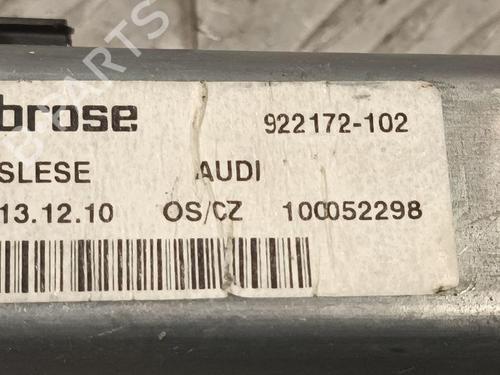 brose 922172-102
SLESE AUDI
13.12.10 OS/CZ 100052298